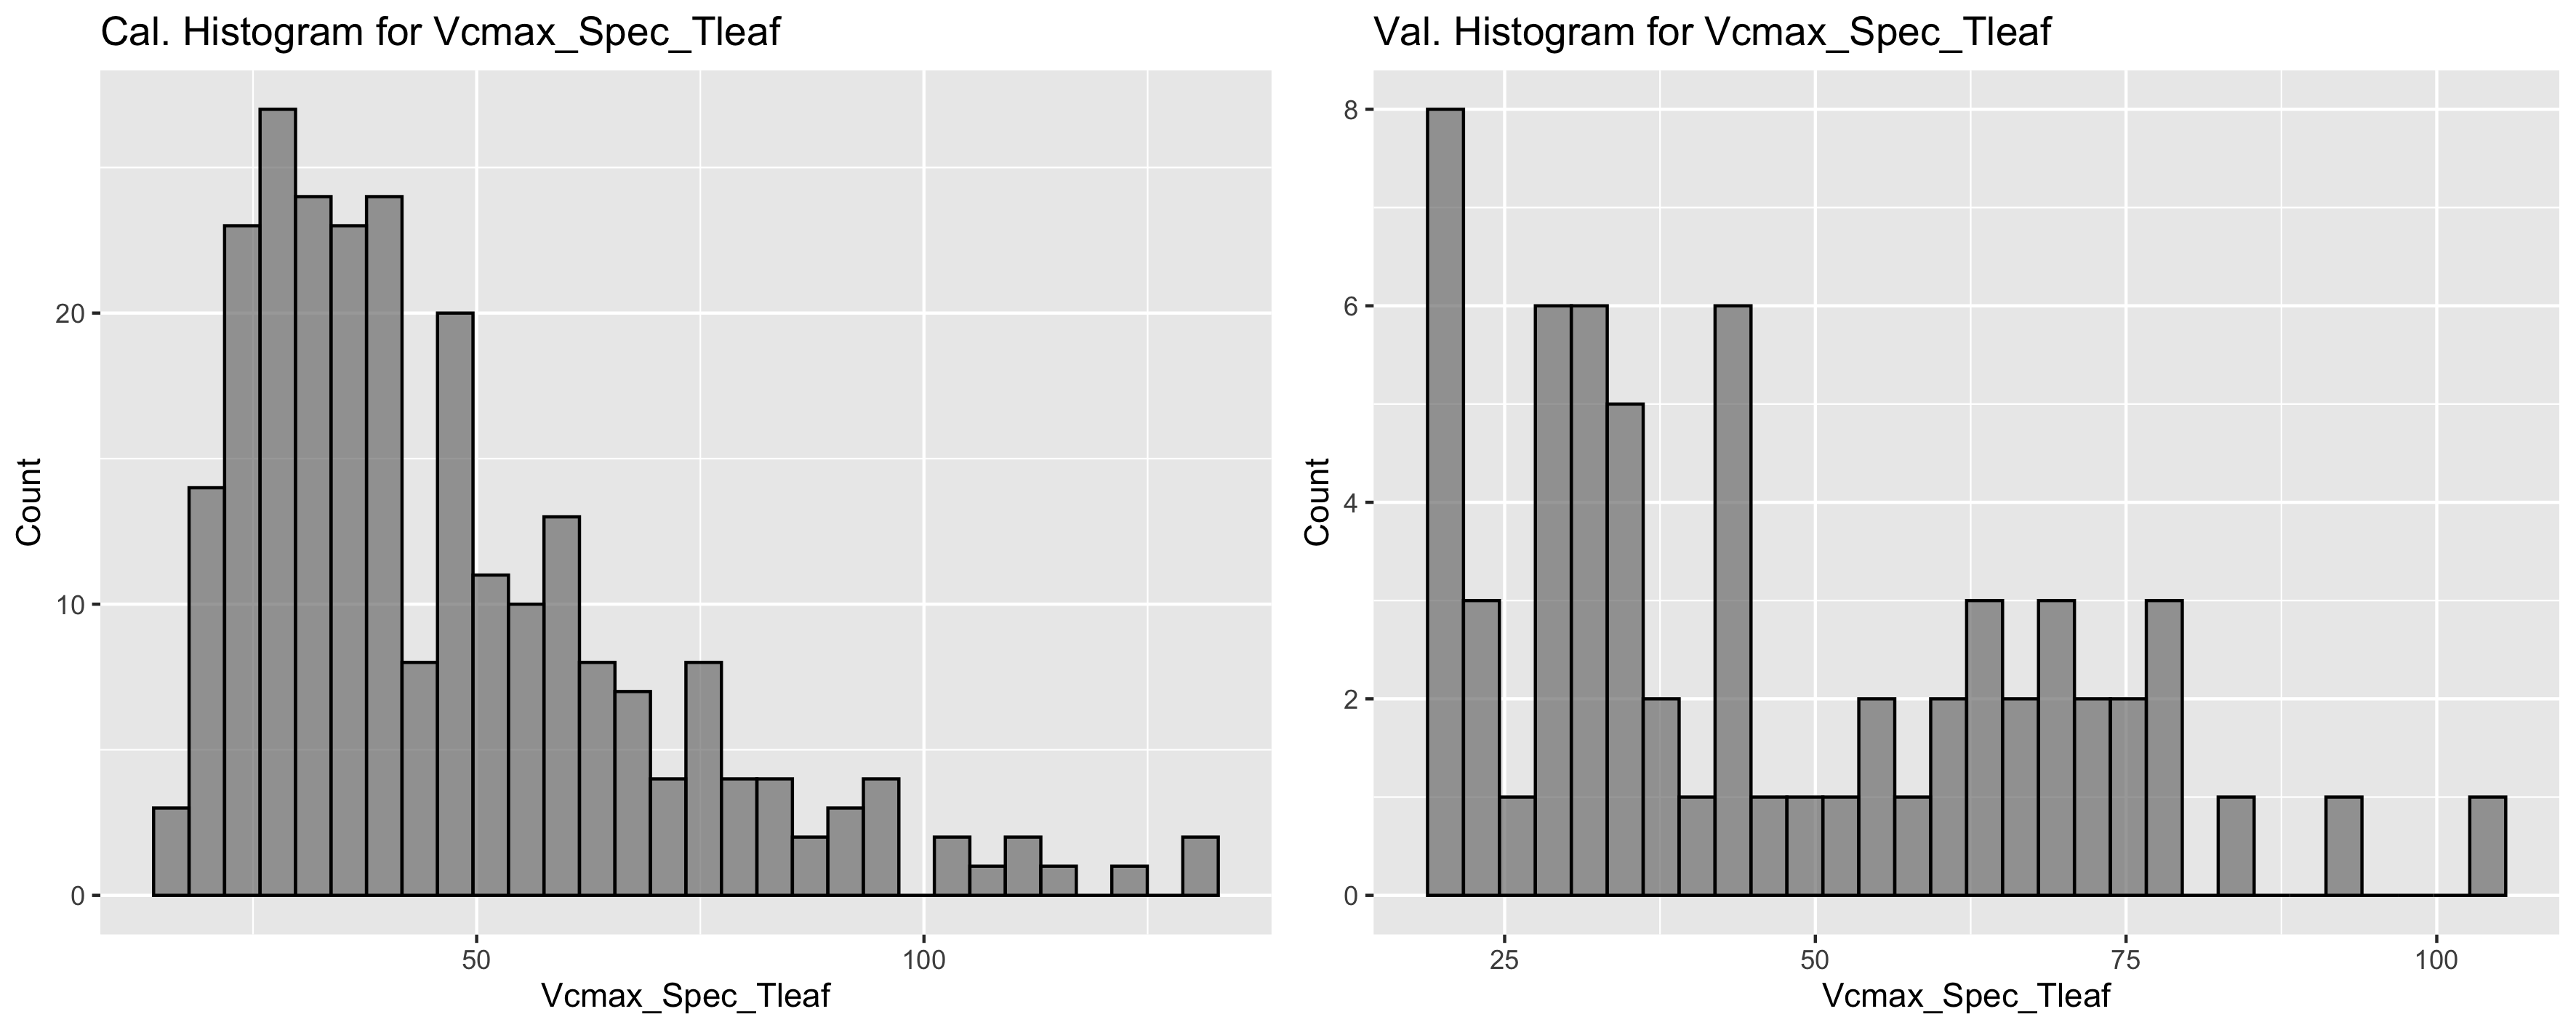 Cal. Histogram for Vcmax_Spec_Tleaf
Count
20
10
0
50
100
Vcmax_Spec_Tleaf
Val. Histogram for Vcmax_Spec_Tleaf
Count
8
6
4
2
0
25
50
75
100
Vcmax_Spec_Tleaf